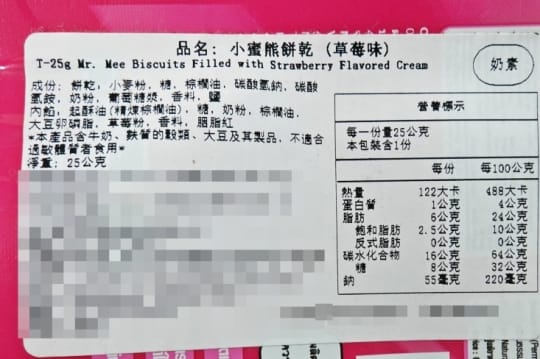 品名: 小蜜熊餅乾 (草莓味)
T-25g Mr. Mee Biscuits Filled with Strawberry Flavored Cream
奶素
成份: 餅乾, 小麥粉, 糖, 棕櫚油, 碳酸氫鈉, 碳酸
氫銨, 奶粉, 葡萄糖漿, 香料, 鹽
內餡: 起酥油(精煉棕櫚油), 糖, 奶粉, 棕櫚油,
大豆卵磷脂, 草莓粉, 香料, 胭脂紅
*本產品含牛奶、麩質的穀類、大豆及其製品, 不適合
過敏體質者食用*
淨重: 25公克
營養標示
每一份量25公克
本包裝含1份
每份 每100公克
熱量 122大卡 488大卡
蛋白質 1公克 4公克
脂肪 6公克 24公克
飽和脂肪 2.5公克 10公克
反式脂肪 0公克 0公克
碳水化合物 16公克 64公克
糖 8公克 32公克
鈉 55毫克 220毫克